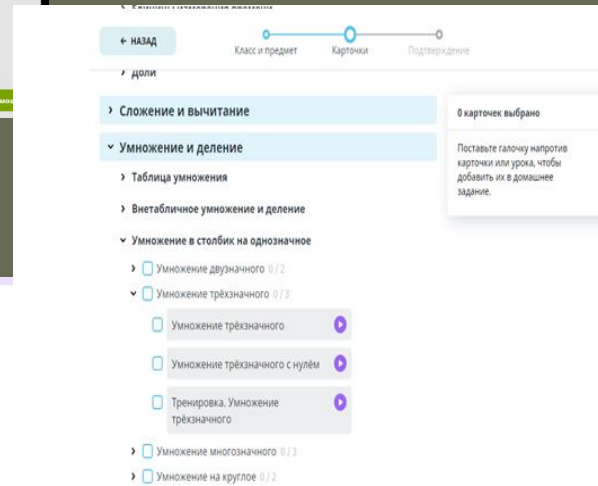 Единицы измерения времени
← НАЗАД
Класс и предмет
Карточки
Подтверждение
› Доли
› Сложение и вычитание
Умножение и деление
› Таблица умножения
› Внетабличное умножение и деление
Умножение в столбик на однозначное
› Умножение двузначного 0 / 2
Умножение трёхзначного 0 / 3
Умножение трёхзначного
Умножение трёхзначного с нулём
Тренировка. Умножение
трёхзначного
› Умножение многозначного 0 / 3
› Умножение на круглое 0 / 2
0 карточек выбрано
Поставьте галочку напротив
карточки или урока, чтобы
добавить их в домашнее
задание.